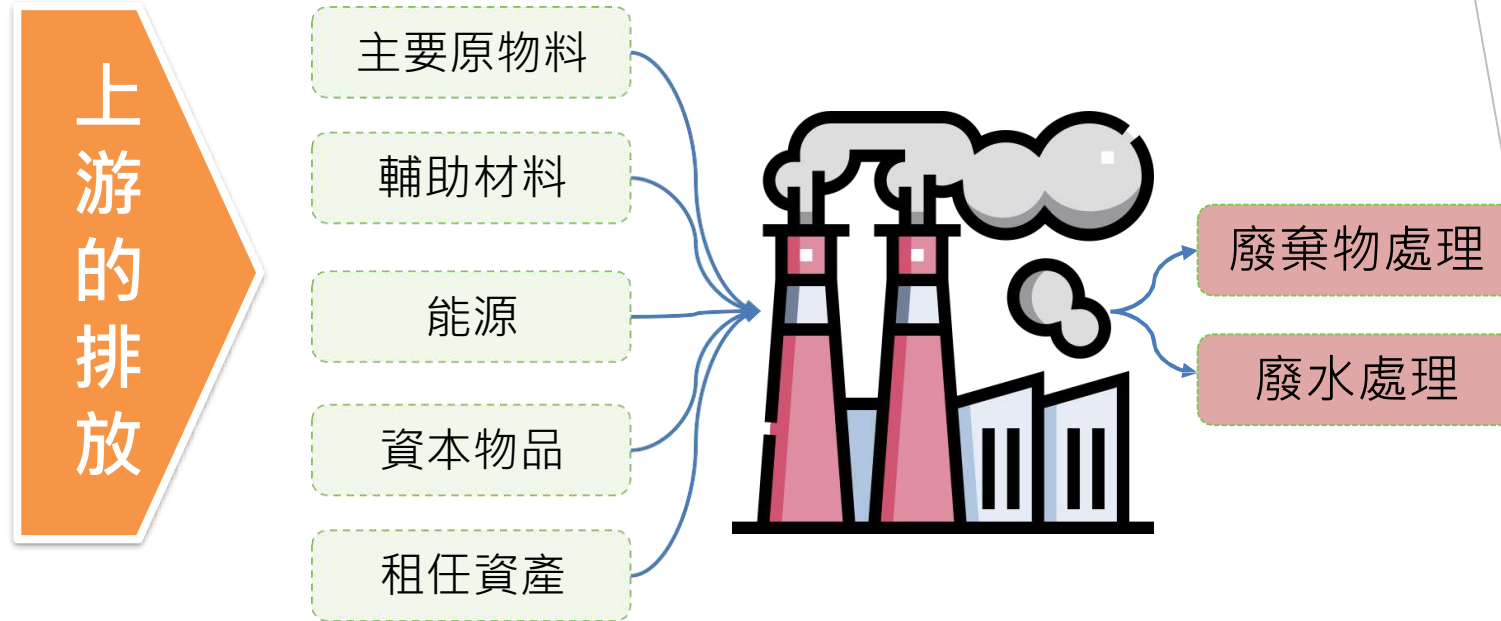 上游的排放
主要原物料
輔助材料
能源
資本物品
租任資產
廢棄物處理
廢水處理